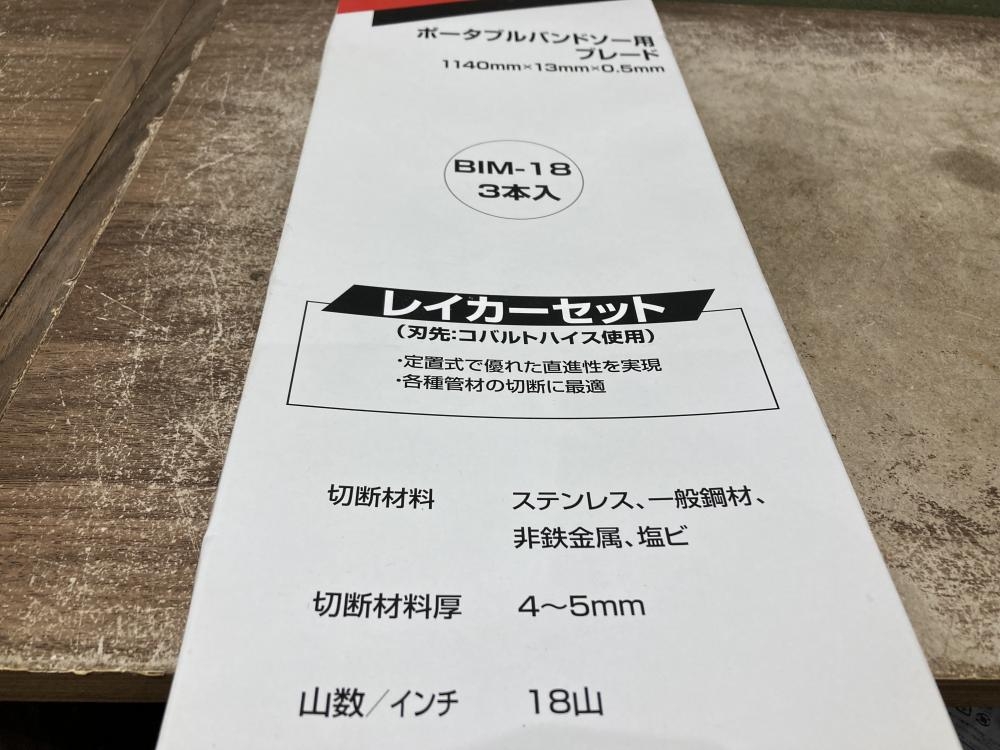 ポータブルバンドソー用
ブレード
1140mm×13mm×0.5mm
BIM-18
3本入
レイカーセット
(刃先:コバルトハイス使用)
・定置式で優れた直進性を実現
・各種管材の切断に最適
切断材料 ステンレス、一般鋼材、
非鉄金属、塩ビ
切断材料厚 4～5mm
山数/インチ 18山